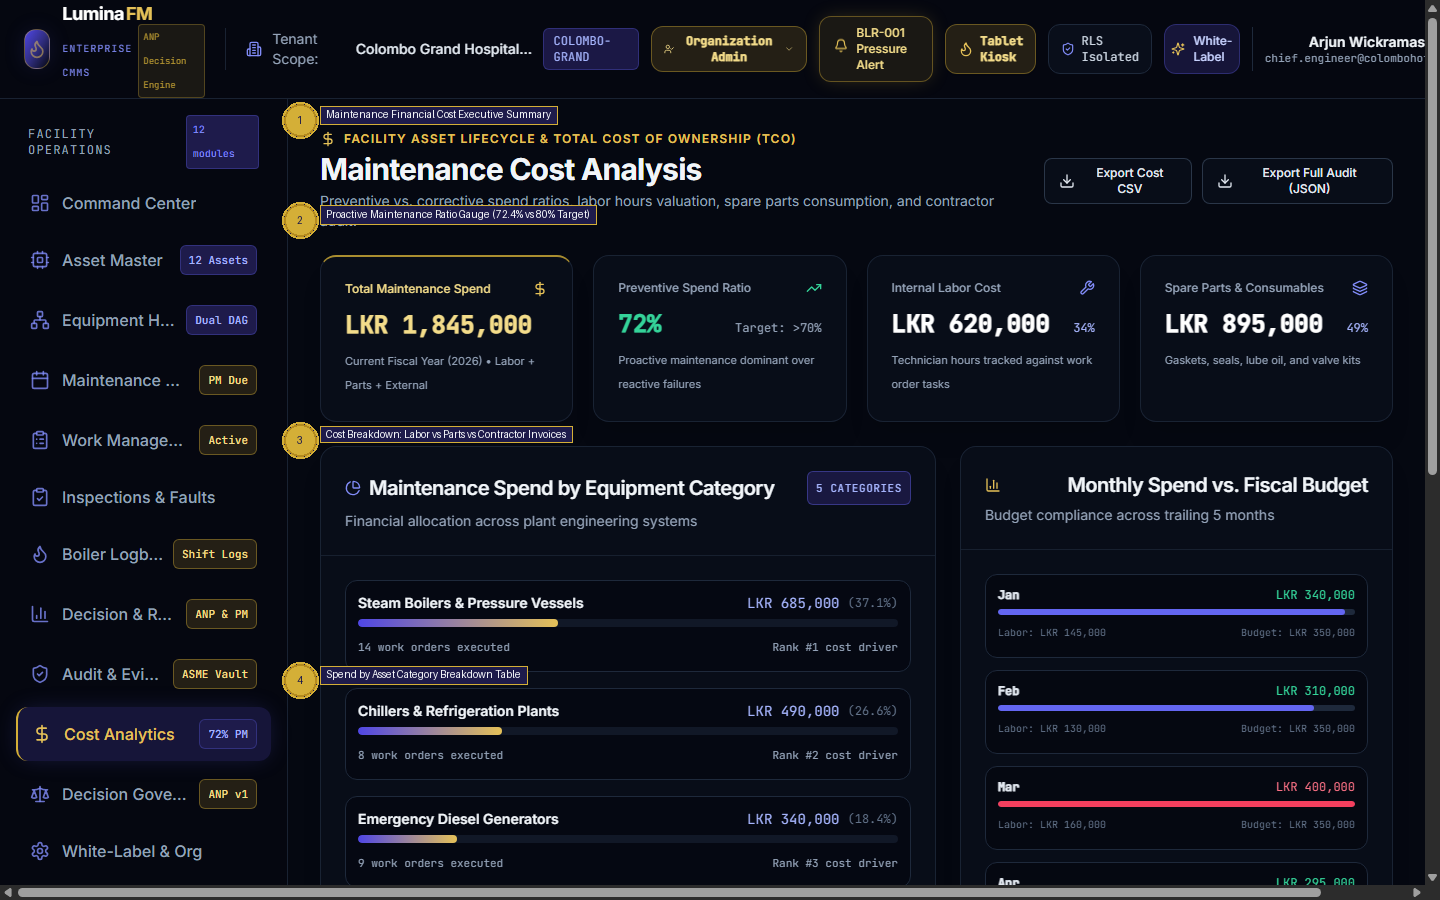 LuminaFM
ENTERPRISE CMMS
ANP Decision Engine
Tenant Scope:
Colombo Grand Hospital...
COLOMBO-GRAND
Organization Admin
BLR-001 Pressure Alert
Tablet Kiosk
RLS Isolated
White-Label
Arjun Wickramas
chief.engineer@colomboho
FACILITY OPERATIONS
12 modules
Command Center
Asset Master
12 Assets
Equipment H...
Dual DAG
Maintenance ...
PM Due
Work Manage...
Active
Inspections & Faults
Boiler Logb...
Shift Logs
Decision & R...
ANP & PM
Audit & Evi...
ASME Vault
Cost Analytics
72% PM
Decision Gove...
ANP v1
White-Label & Org
1
Maintenance Financial Cost Executive Summary
FACILITY ASSET LIFECYCLE & TOTAL COST OF OWNERSHIP (TCO)
Maintenance Cost Analysis
Preventive vs. corrective spend ratios, labor hours valuation, spare parts consumption, and contractor
2
Proactive Maintenance Ratio Gauge (72.4% vs 80% Target)
Export Cost CSV
Export Full Audit (JSON)
Total Maintenance Spend
LKR 1,845,000
Current Fiscal Year (2026) • Labor +
Parts + External
Preventive Spend Ratio
72%
Target: >70%
Proactive maintenance dominant over
reactive failures
Internal Labor Cost
LKR 620,000
34%
Technician hours tracked against work
order tasks
Spare Parts & Consumables
LKR 895,000
49%
Gaskets, seals, lube oil, and valve kits
3
Cost Breakdown: Labor vs Parts vs Contractor Invoices
Maintenance Spend by Equipment Category
5 CATEGORIES
Financial allocation across plant engineering systems
Steam Boilers & Pressure Vessels
LKR 685,000 (37.1%)
14 work orders executed
Rank #1 cost driver
4
Spend by Asset Category Breakdown Table
Chillers & Refrigeration Plants
LKR 490,000 (26.6%)
8 work orders executed
Rank #2 cost driver
Emergency Diesel Generators
LKR 340,000 (18.4%)
9 work orders executed
Rank #3 cost driver
Monthly Spend vs. Fiscal Budget
Budget compliance across trailing 5 months
Jan
LKR 340,000
Labor: LKR 145,000
Budget: LKR 350,000
Feb
LKR 310,000
Labor: LKR 130,000
Budget: LKR 350,000
Mar
LKR 400,000
Labor: LKR 160,000
Budget: LKR 350,000
Apr
LKR 295,000